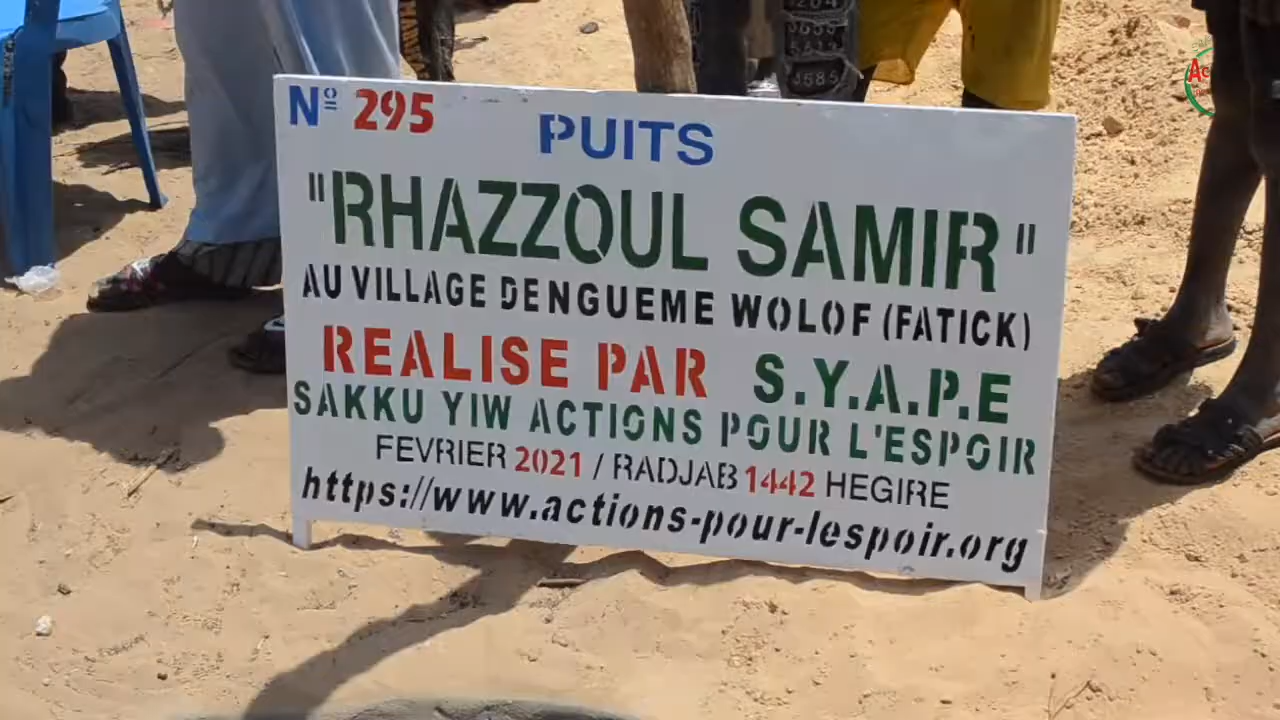 Nº 295
PUITS
"RHAZZOUL SAMIR"
AU VILLAGE DENGUEME WOLOF (FATICK)
REALISE PAR S.Y.A.P.E
SAKKU YIW ACTIONS POUR L'ESPOIR
FEVRIER 2021 / RADJAB 1442 HEGIRE
https://www.actions-pour-lespoir.org